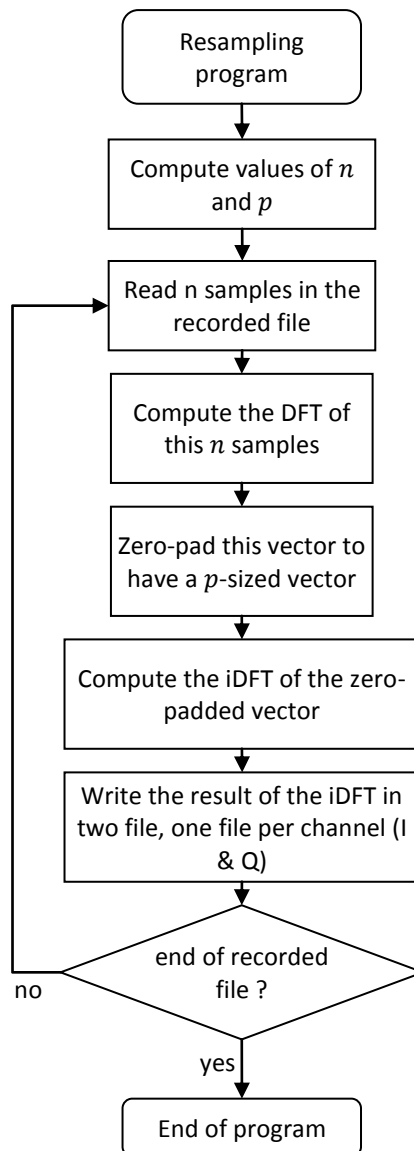 Resampling
program
Compute values of n
and p
Read n samples in the
recorded file
Compute the DFT of
this n samples
Zero-pad this vector to
have a p-sized vector
Compute the iDFT of the zero-
padded vector
Write the result of the iDFT in
two file, one file per channel (I
& Q)
end of recorded
file ?
no
yes
End of program